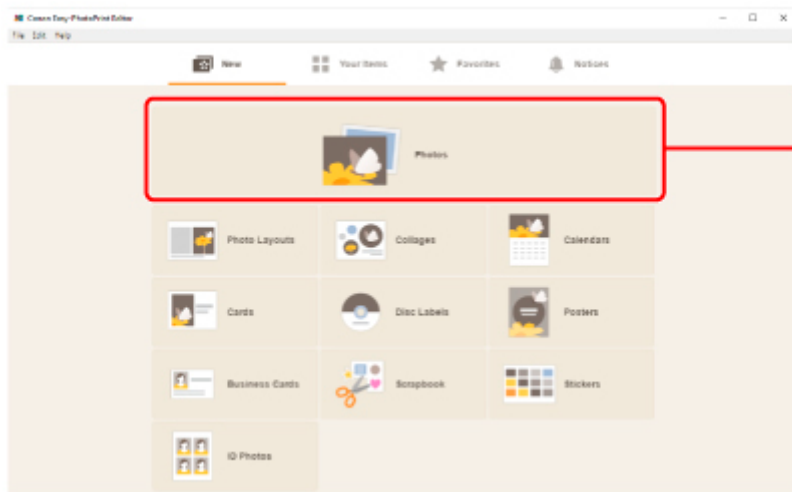 Canon Easy-PhotoPrint Editor
File Edit Help
New Your Items Favorites Notices
Photos
Photo Layouts Collages Calendars
Cards Disc Labels Posters
Business Cards Scrapbook Stickers
ID Photos